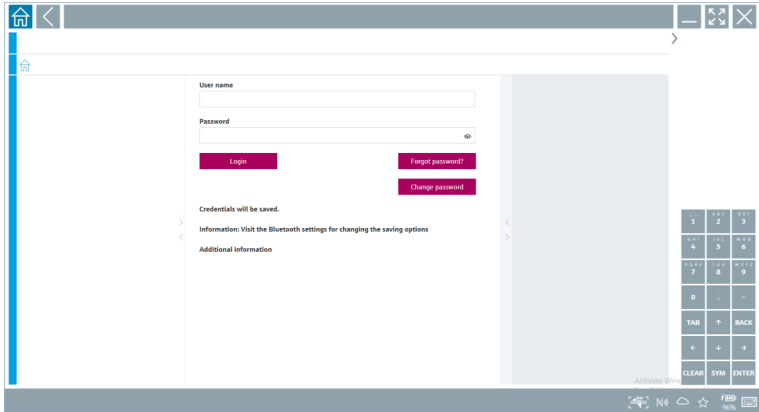 User name
Password
Login
Forgot password?
Change password
Credentials will be saved.
Information: Visit the Bluetooth settings for changing the saving options
Additional information
1
ABC
2
DEF
3
GHI
4
JKL
5
MNO
6
PQRS
7
TUV
8
WXYZ
9
0
.
-
TAB
BACK
CLEAR
SYM
ENTER
Activate Win
96%